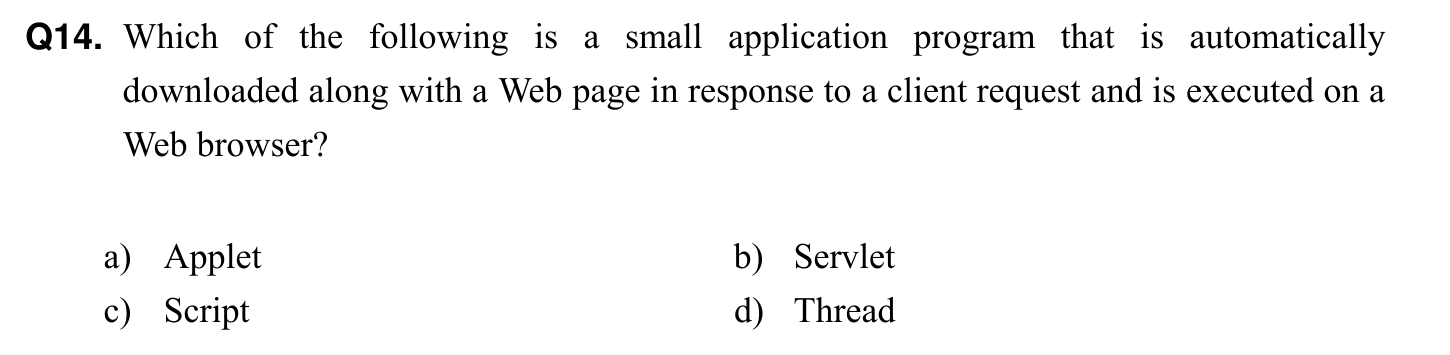 Q14. Which of the following is a small application program that is automatically
downloaded along with a Web page in response to a client request and is executed on a
Web browser?
a) Applet b) Servlet
c) Script d) Thread